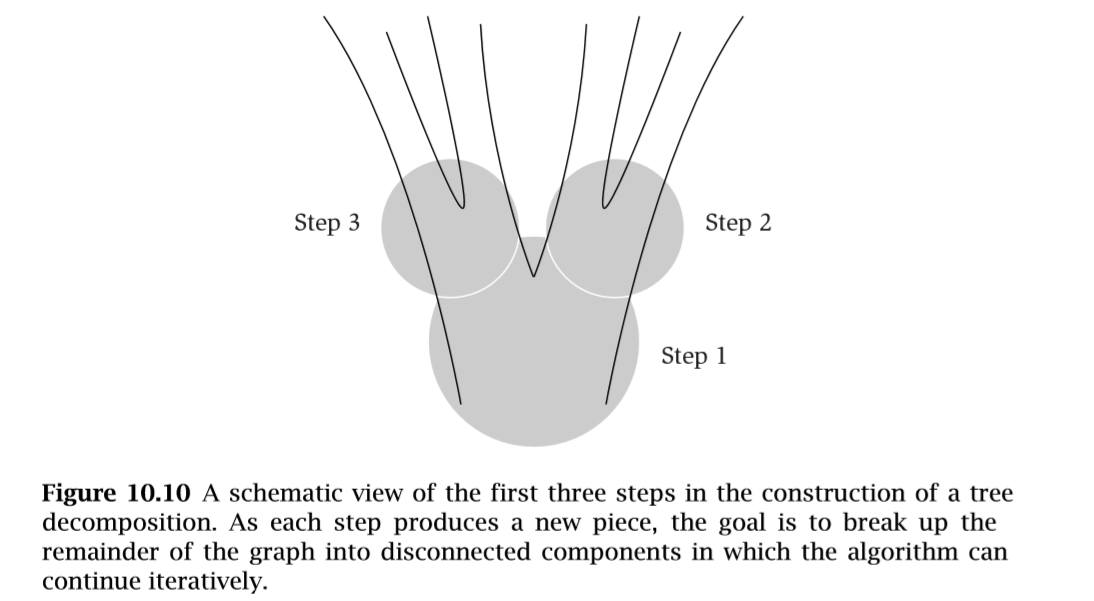 Step 3
Step 2
Step 1
Figure 10.10 A schematic view of the first three steps in the construction of a tree
decomposition. As each step produces a new piece, the goal is to break up the
remainder of the graph into disconnected components in which the algorithm can
continue iteratively.